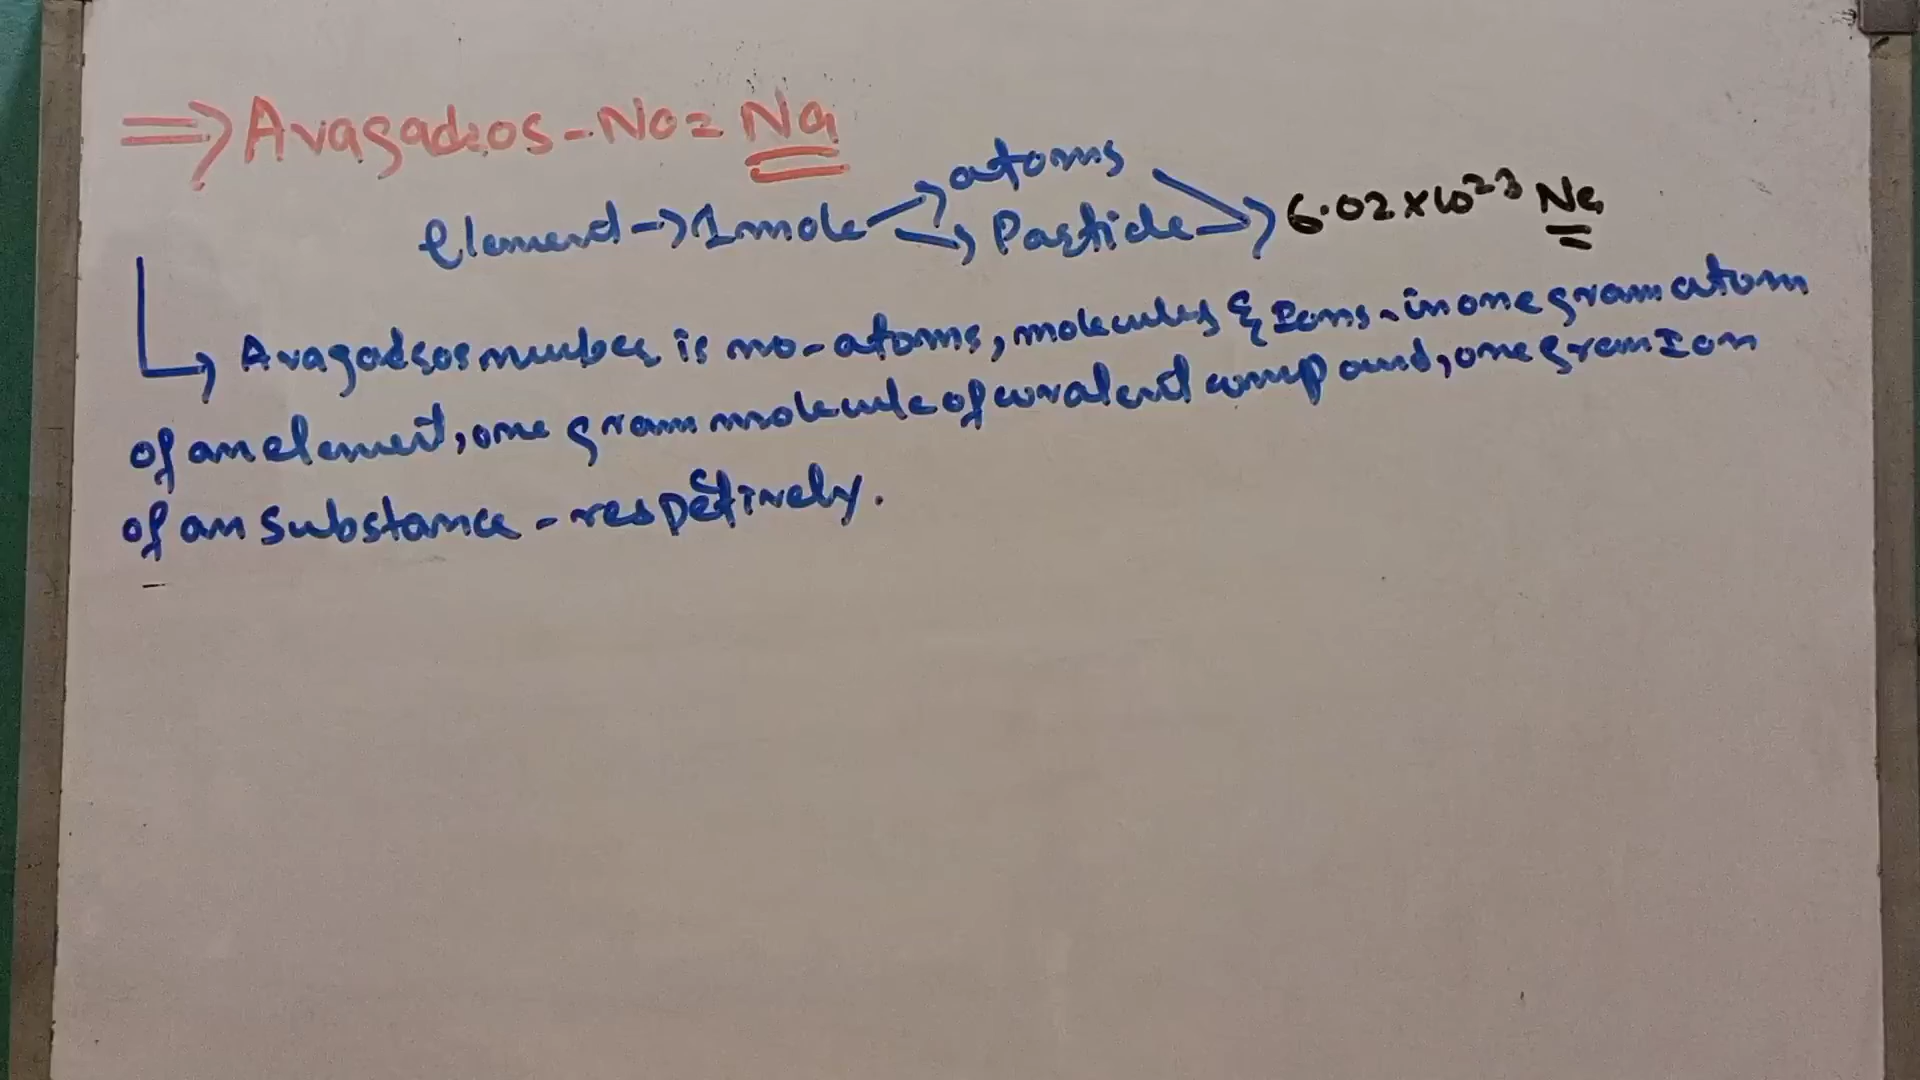 ⇒ Avagadros - No = Na
Element → 1 mole → atoms
→ Particle → 6.02 × 10²³ Na
↳ Avagadros number is no - atoms, molecules & Ions - in one gram atom
of an element, one gram molecule of covalent compound, one gram Ion
of an substance - respetively.